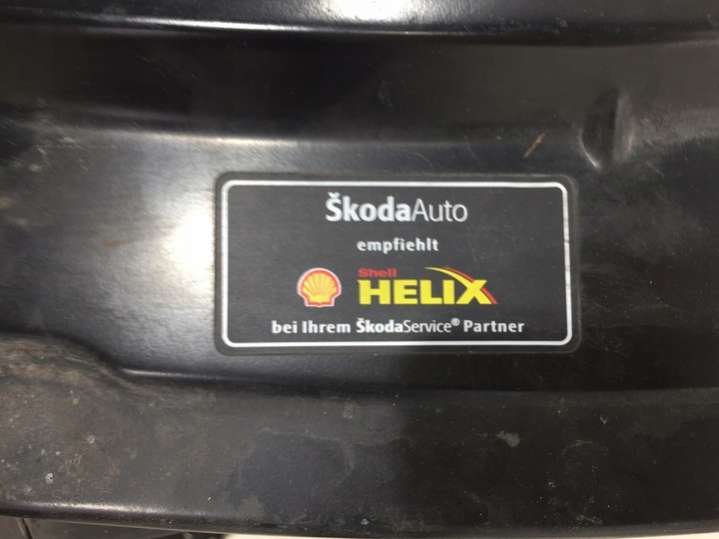 ŠkodaAuto
empfiehlt
Shell
HELIX
bei Ihrem ŠkodaService® Partner